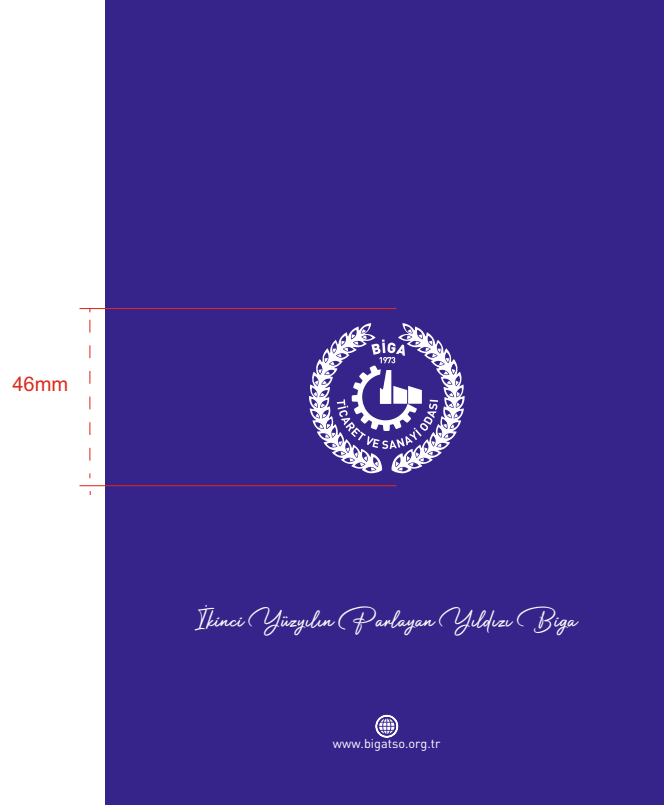 46mm
BİGA
1973
TİCARET VE SANAYİ ODASI
İkinci Yüzyılın Parlayan Yıldızı Biga
www.bigatso.org.tr